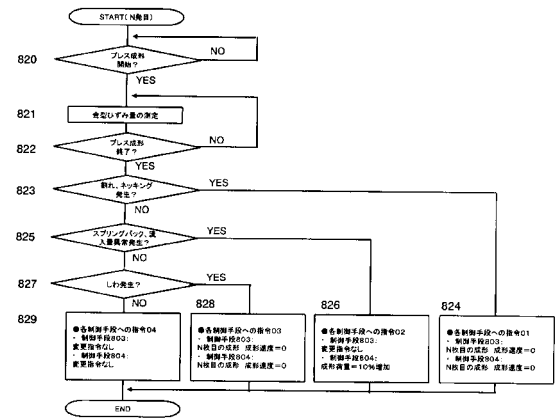 START(N発目)
NO
820
プレス成形
開始?
YES
821
金型ひずみ量の測定
822
プレス成形
終了?
NO
YES
823
割れ、ネッキング
発生?
YES
NO
825
スプリングバック、流
入量異常発生?
YES
NO
827
しわ発生?
YES
NO
829
828
826
824
●各制御手段への指令04
・ 制御手段803:
変更指令なし
・ 制御手段804:
変更指令なし
●各制御手段への指令03
・ 制御手段803:
N枚目の成形 成形速度=0
・ 制御手段804:
N枚目の成形 成形速度=0
●各制御手段への指令02
・ 制御手段803:
変更指令なし
・ 制御手段804:
成形荷重=10%増加
●各制御手段への指令01
・ 制御手段803:
N枚目の成形 成形速度=0
・ 制御手段804:
N枚目の成形 成形速度=0
END